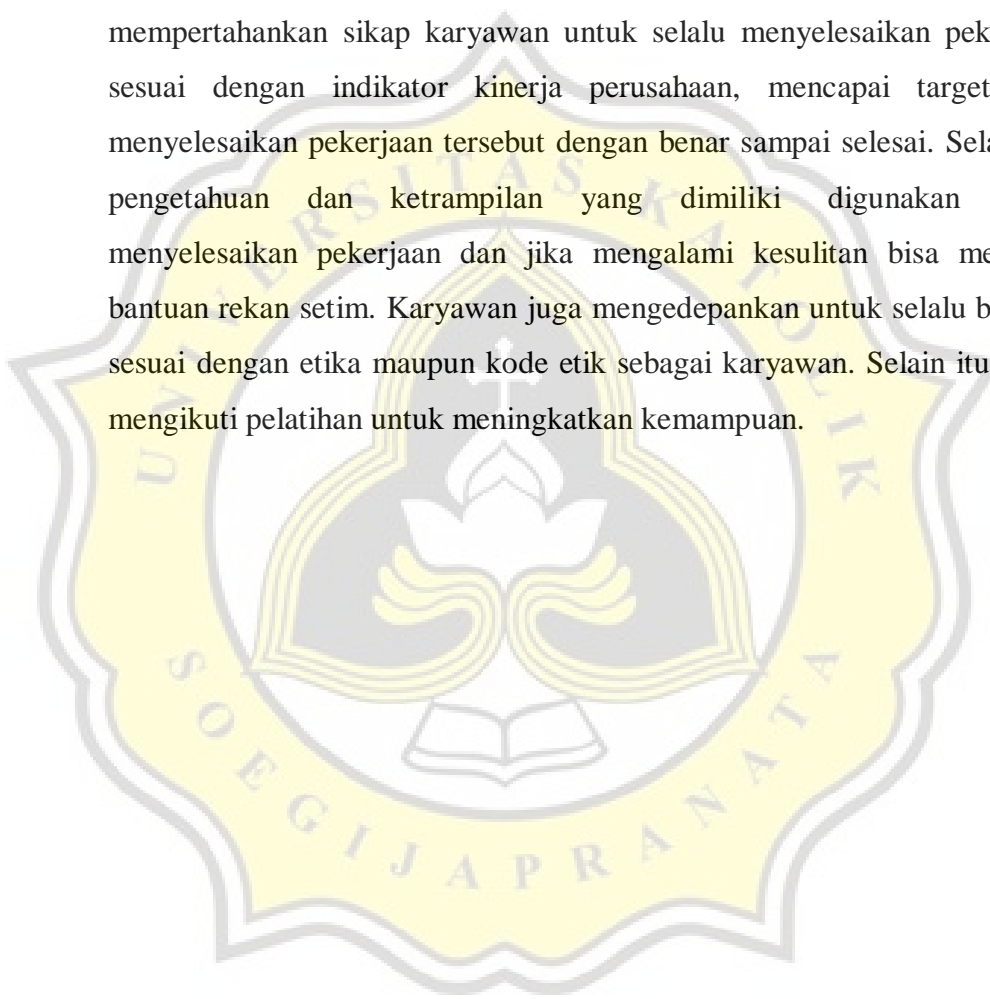 mempertahankan sikap karyawan untuk selalu menyelesaikan pek
sesuai dengan indikator kinerja perusahaan, mencapai target
menyelesaikan pekerjaan tersebut dengan benar sampai selesai. Sela
pengetahuan dan ketrampilan yang dimiliki digunakan
menyelesaikan pekerjaan dan jika mengalami kesulitan bisa me
bantuan rekan setim. Karyawan juga mengedepankan untuk selalu b
sesuai dengan etika maupun kode etik sebagai karyawan. Selain itu
mengikuti pelatihan untuk meningkatkan kemampuan.
UNIVERSITAS KATOLIK
SOEGIJAPRANATA